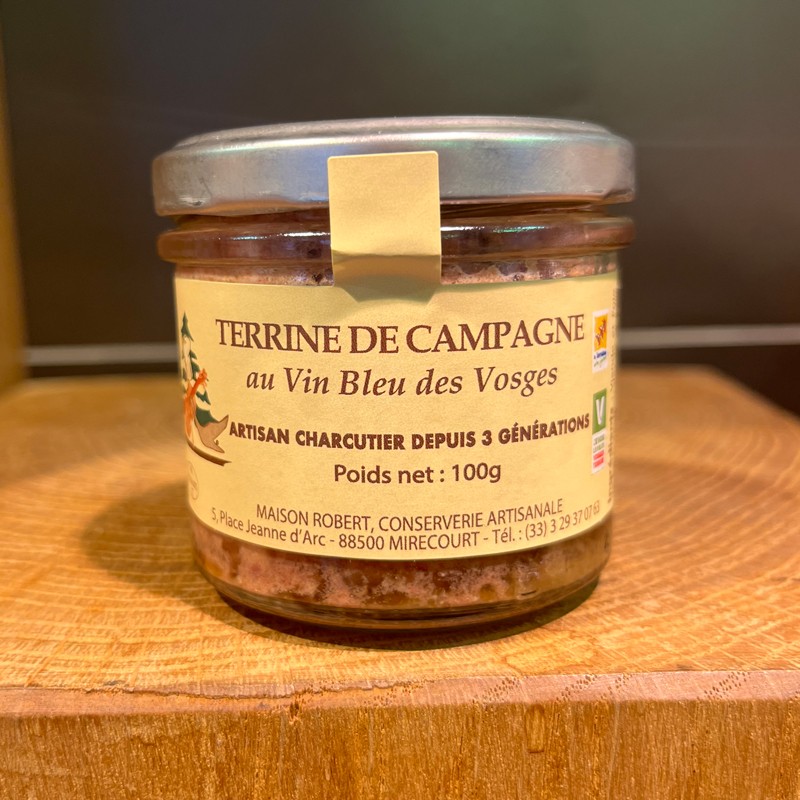 TERRINE DE CAMPAGNE
au Vin Bleu des Vosges
ARTISAN CHARCUTIER DEPUIS 3 GÉNÉRATIONS
Poids net : 100g
MAISON ROBERT, CONSERVERIE ARTISANALE
5, Place Jeanne d'Arc - 88500 MIRECOURT - Tél. : (33) 3 29 37 07 63
V